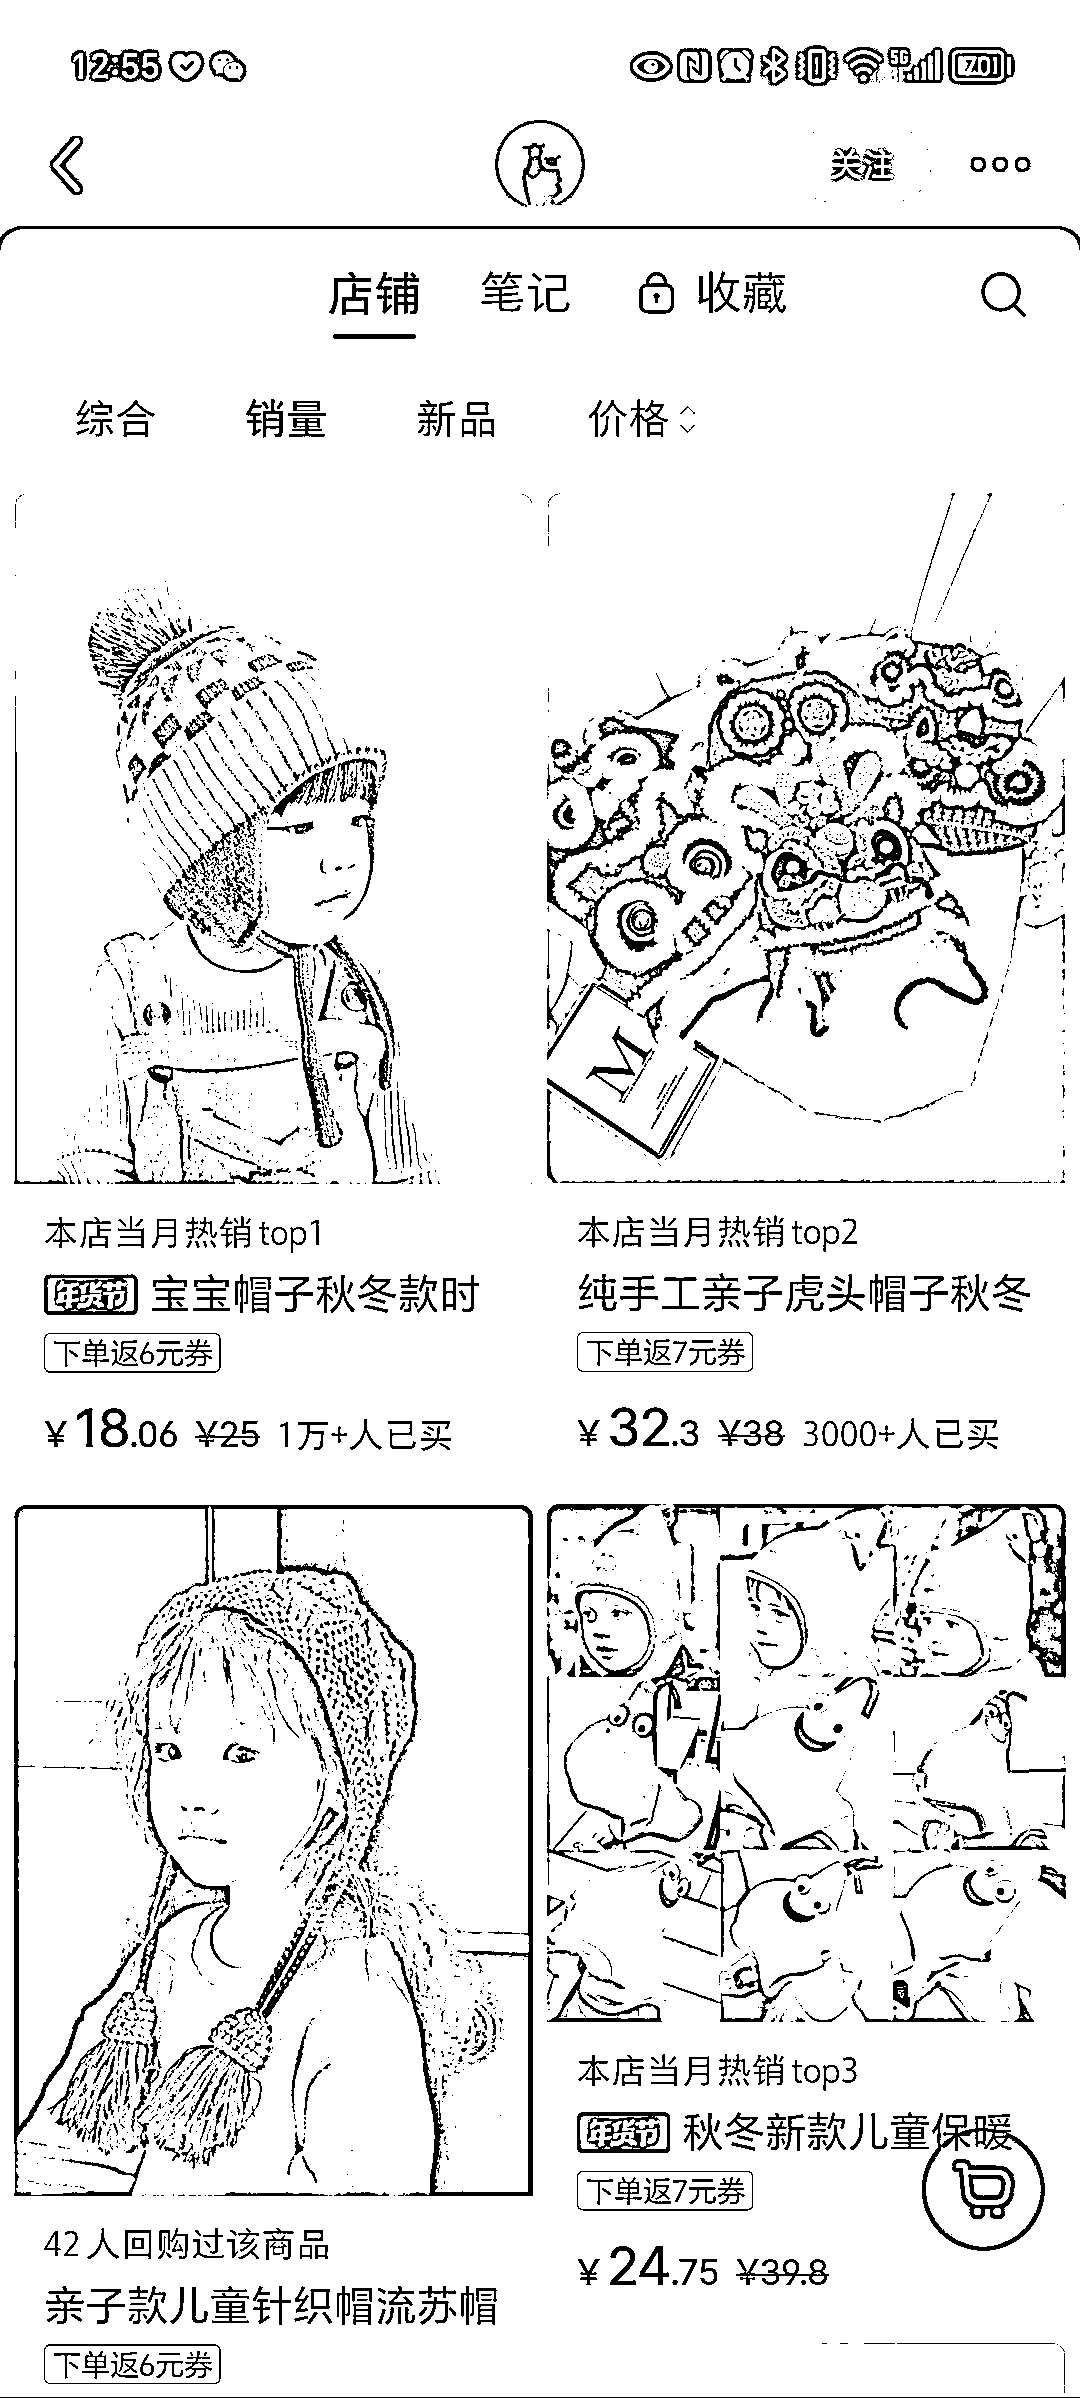 12:55
5G 70
关注
店铺 笔记 收藏
综合 销量 新品 价格
M
本店当月热销top1
年货节 宝宝帽子秋冬款时
下单返6元券
¥18.06 ¥25 1万+人已买
本店当月热销top2
纯手工亲子虎头帽子秋冬
下单返7元券
¥32.3 ¥38 3000+人已买
42人回购过该商品
亲子款儿童针织帽流苏帽
下单返6元券
本店当月热销top3
年货节 秋冬新款儿童保暖
下单返7元券
¥24.75 ¥39.8